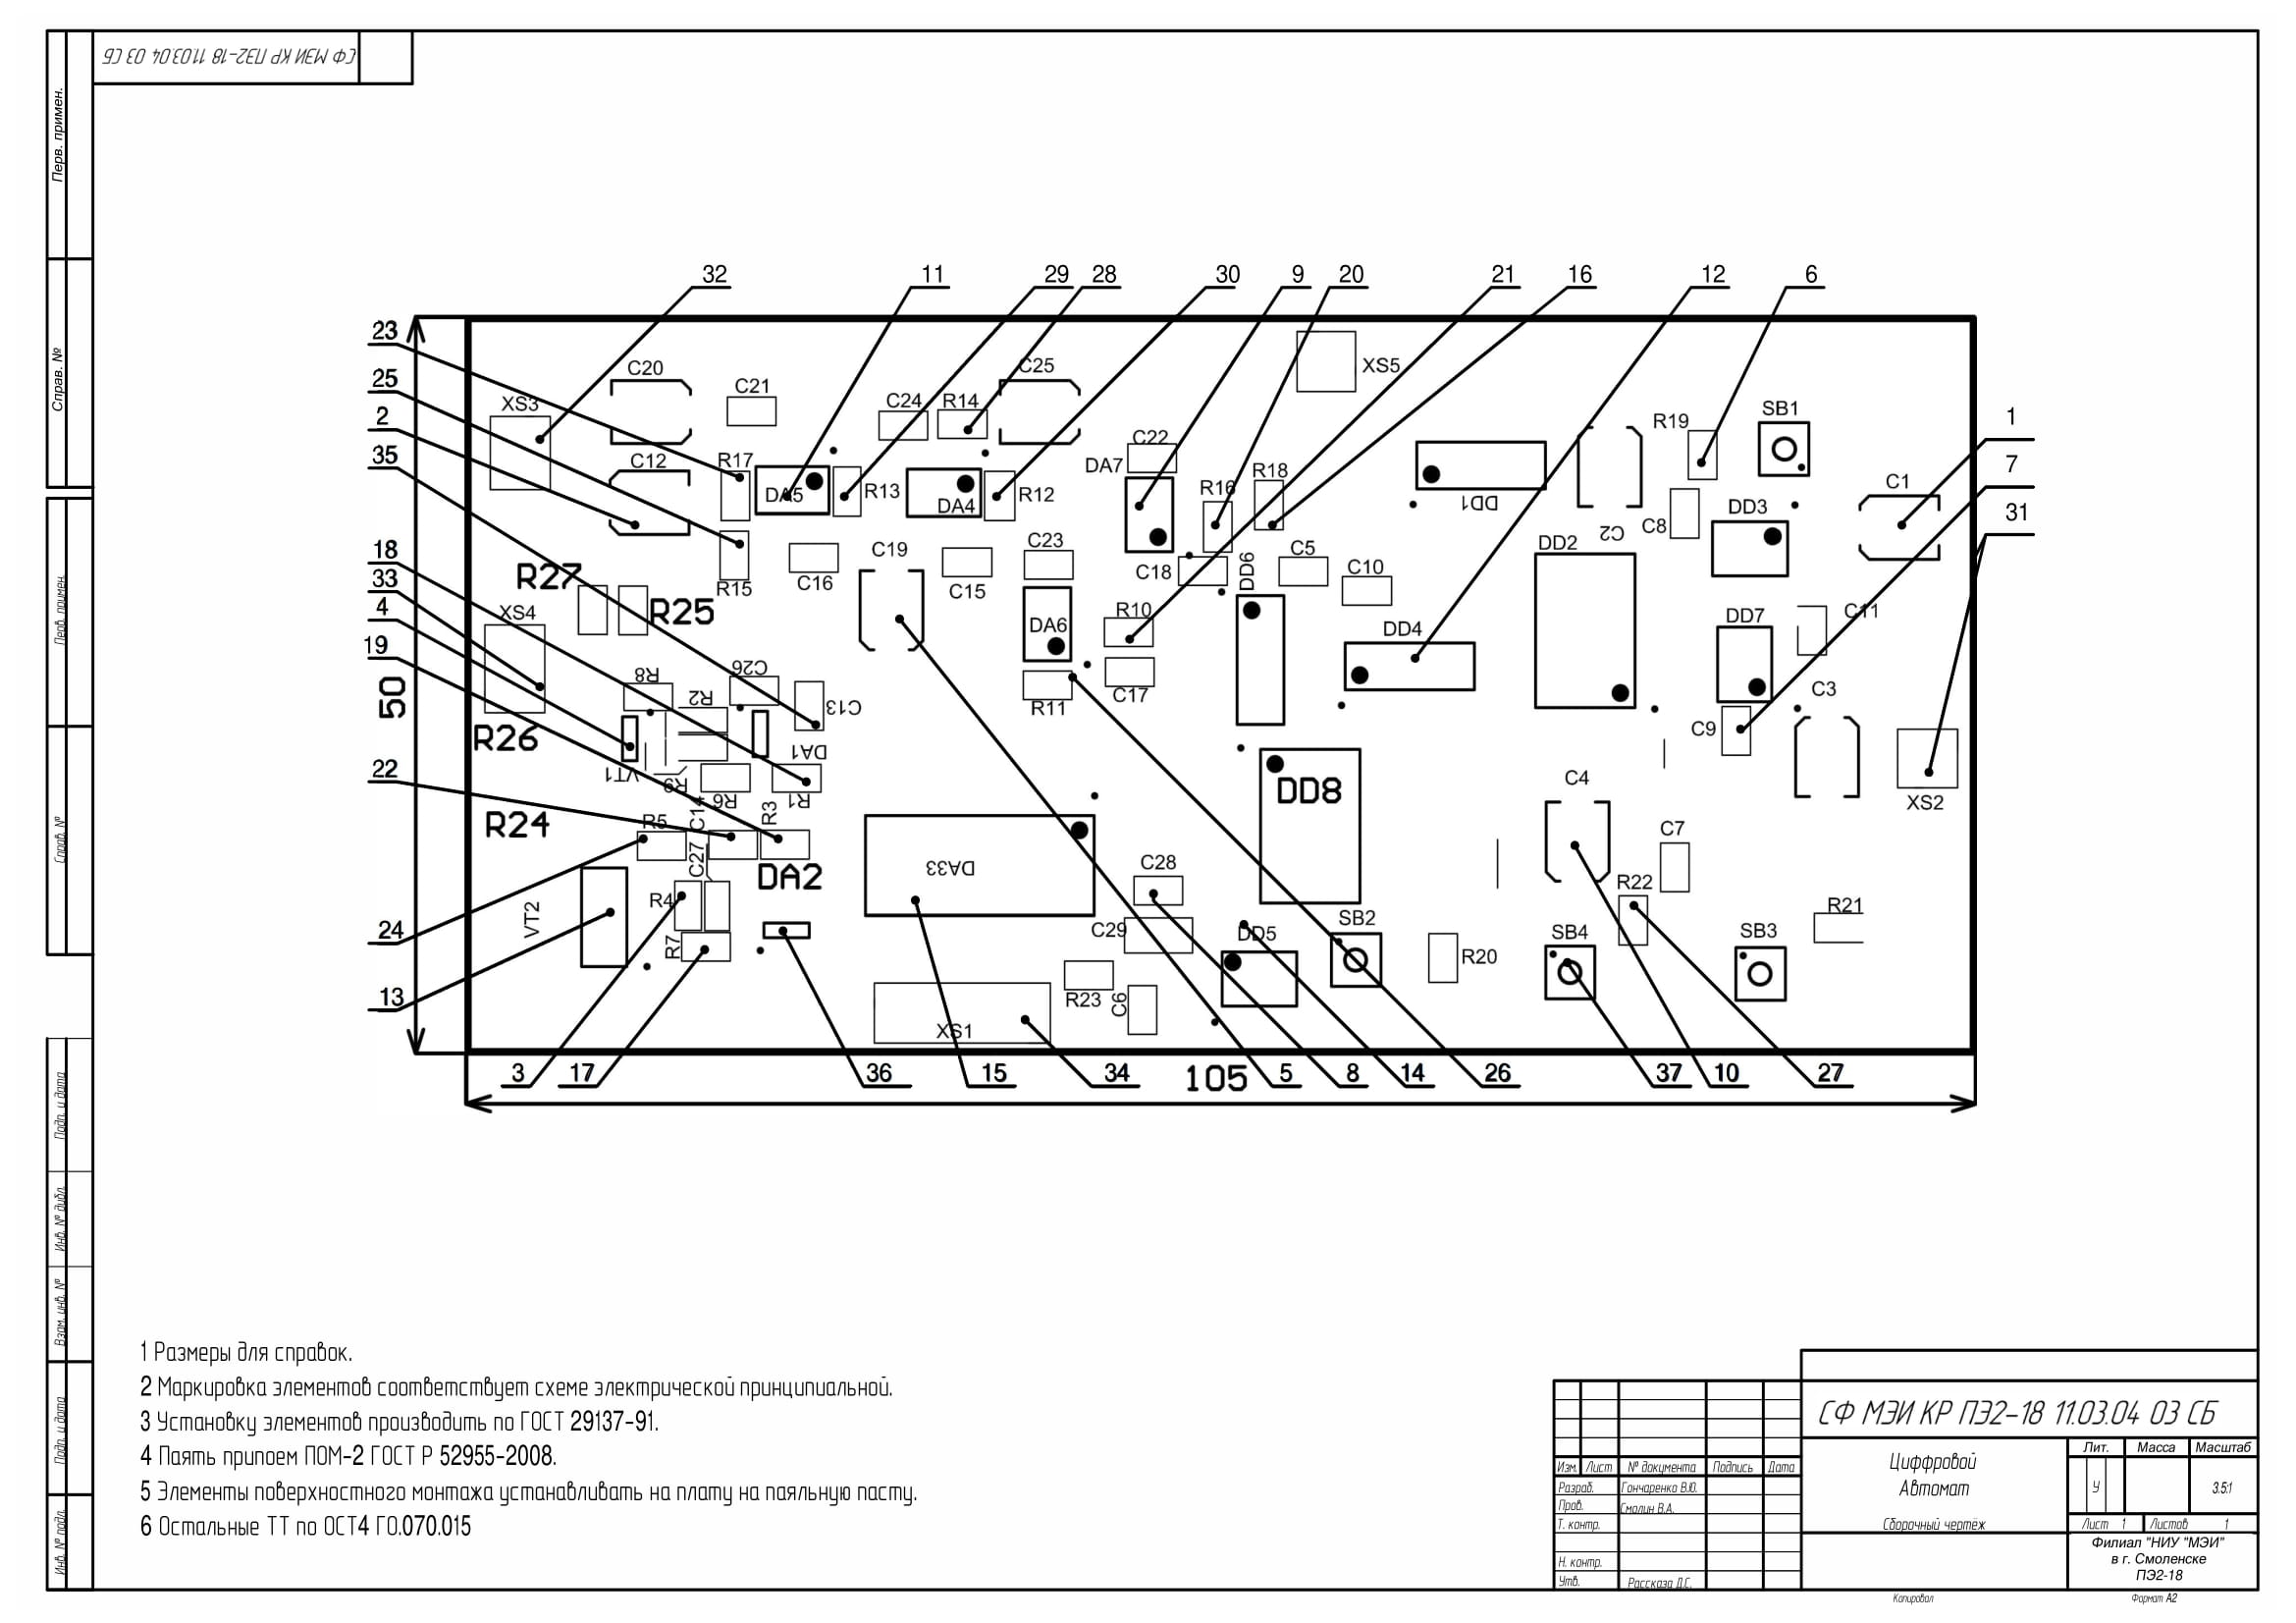 СФ МЭИ КР ПЭ2-18 11.03.04 03 СБ
Перв. примен.
Справ. №
Перв. примен.
Справ. №
Подп. и дата
Инв. № дубл.
Взам. инв. №
Подп. и дата
Инв. № подл.
32 11 29 28 30 9 20 21 16 12 6
23
25
2
35
18
33
4
19
22
24
13
1
7
31
50
C20 C21 C24 R14 C25 XS5
XS3 C12 R17 DA5 R13 DA4 R12 DA7 C22 R16 R18 DD1 C2 R19 SB1 C8 DD3 C1
R27 R25 XS4 R15 C16 C19 C15 C23 C18 DD6 C5 C10 DD2
DA6 R10 DD4 DD7 C11
R8 R2 C26 C13 R11 C17 C9 C3
R26 VT1 R9 R6 DA1 R1 DD8 C4 XS2
R24 R5 C14 R3 C27 DA2 DA33 C28 C7
VT2 R4 R7 C29 DD5 SB2 R20 SB4 R22 SB3 R21
XS1 R23 C6
3 17 36 15 34 105 5 8 14 26 37 10 27
1 Размеры для справок.
2 Маркировка элементов соответствует схеме электрической принципиальной.
3 Установку элементов производить по ГОСТ 29137-91.
4 Паять припоем ПОМ-2 ГОСТ Р 52955-2008.
5 Элементы поверхностного монтажа устанавливать на плату на паяльную пасту.
6 Остальные ТТ по ОСТ4 ГО.070.015
СФ МЭИ КР ПЭ2-18 11.03.04 03 СБ
Изм. Лист № документа Подпись Дата
Разраб. Гончаренко В.Ю.
Пров. Смолин В.А.
Т. контр.
Н. контр.
Утв. Рассказа Д.С.
Циффровой
Автомат
Сборочный чертёж
Лит. Масса Масштаб
У 3.5:1
Лист 1 Листов 1
Филиал "НИУ "МЭИ"
в г. Смоленске
ПЭ2-18
Копировал Формат А2